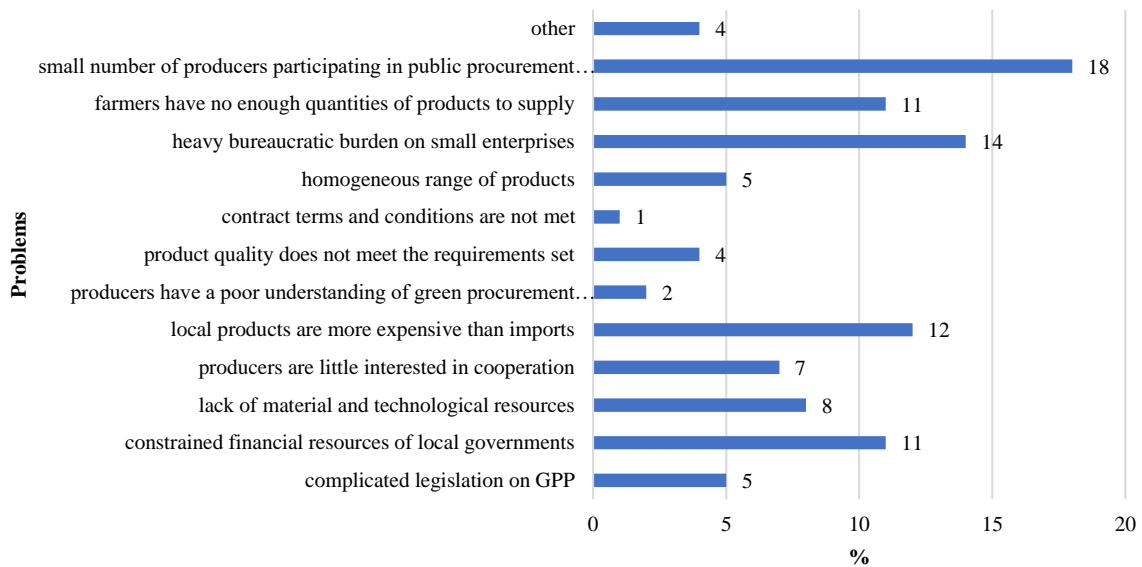 other 4
small number of producers participating in public procurement… 18
farmers have no enough quantities of products to supply 11
heavy bureaucratic burden on small enterprises 14
homogeneous range of products 5
contract terms and conditions are not met 1
product quality does not meet the requirements set 4
producers have a poor understanding of green procurement… 2
local products are more expensive than imports 12
producers are little interested in cooperation 7
lack of material and technological resources 8
constrained financial resources of local governments 11
complicated legislation on GPP 5
Problems
0 5 10 15 20
%